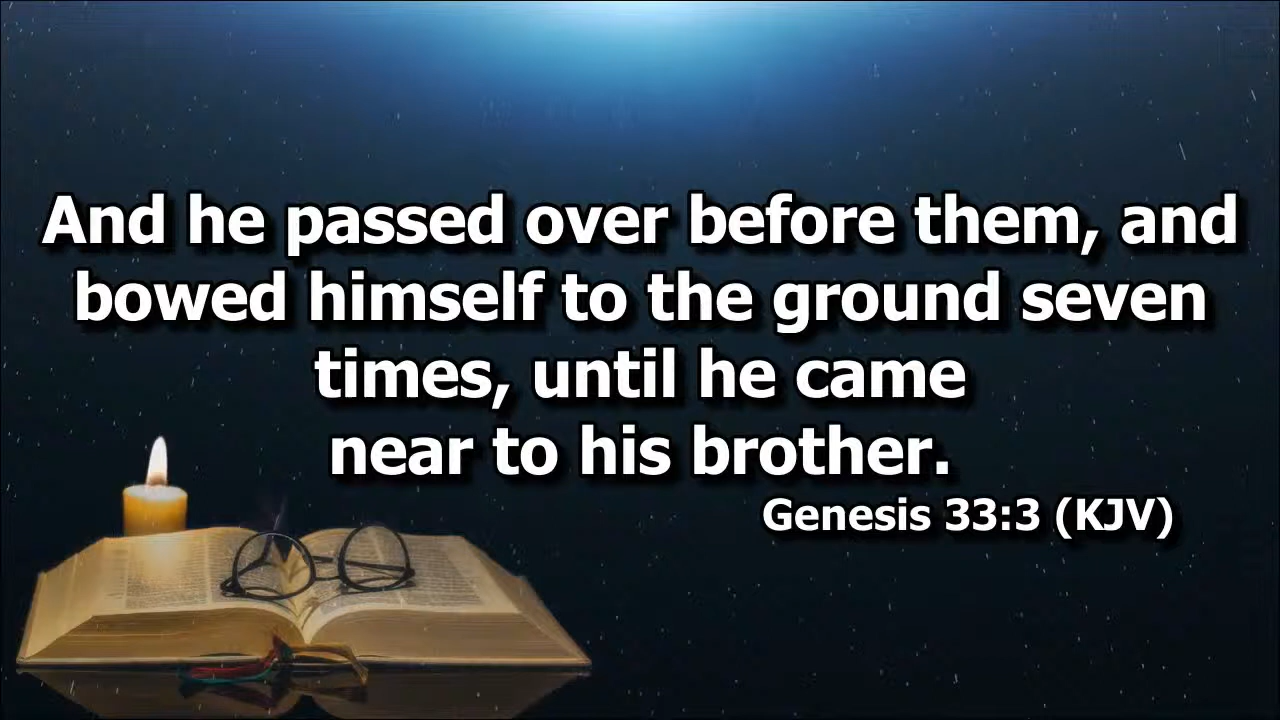 And he passed over before them, and
bowed himself to the ground seven
times, until he came
near to his brother.
Genesis 33:3 (KJV)